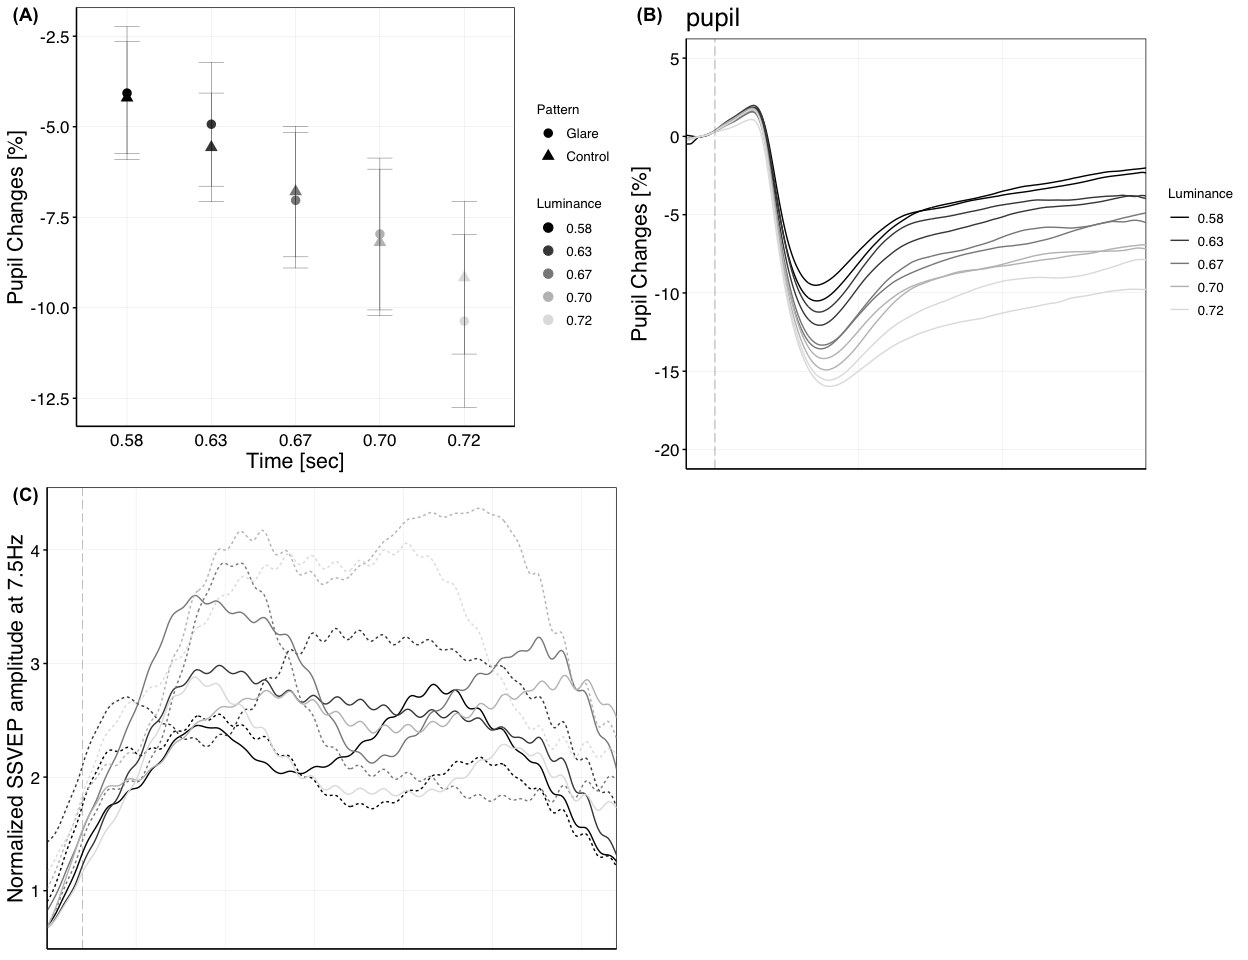 (A)
Pupil Changes [%]
-2.5
-5.0
-7.5
-10.0
-12.5
0.58 0.63 0.67 0.70 0.72
Time [sec]
Pattern
Glare
Control
Luminance
0.58
0.63
0.67
0.70
0.72
(B) pupil
Pupil Changes [%]
5
0
-5
-10
-15
-20
Luminance
0.58
0.63
0.67
0.70
0.72
(C)
Normalized SSVEP amplitude at 7.5Hz
4
3
2
1